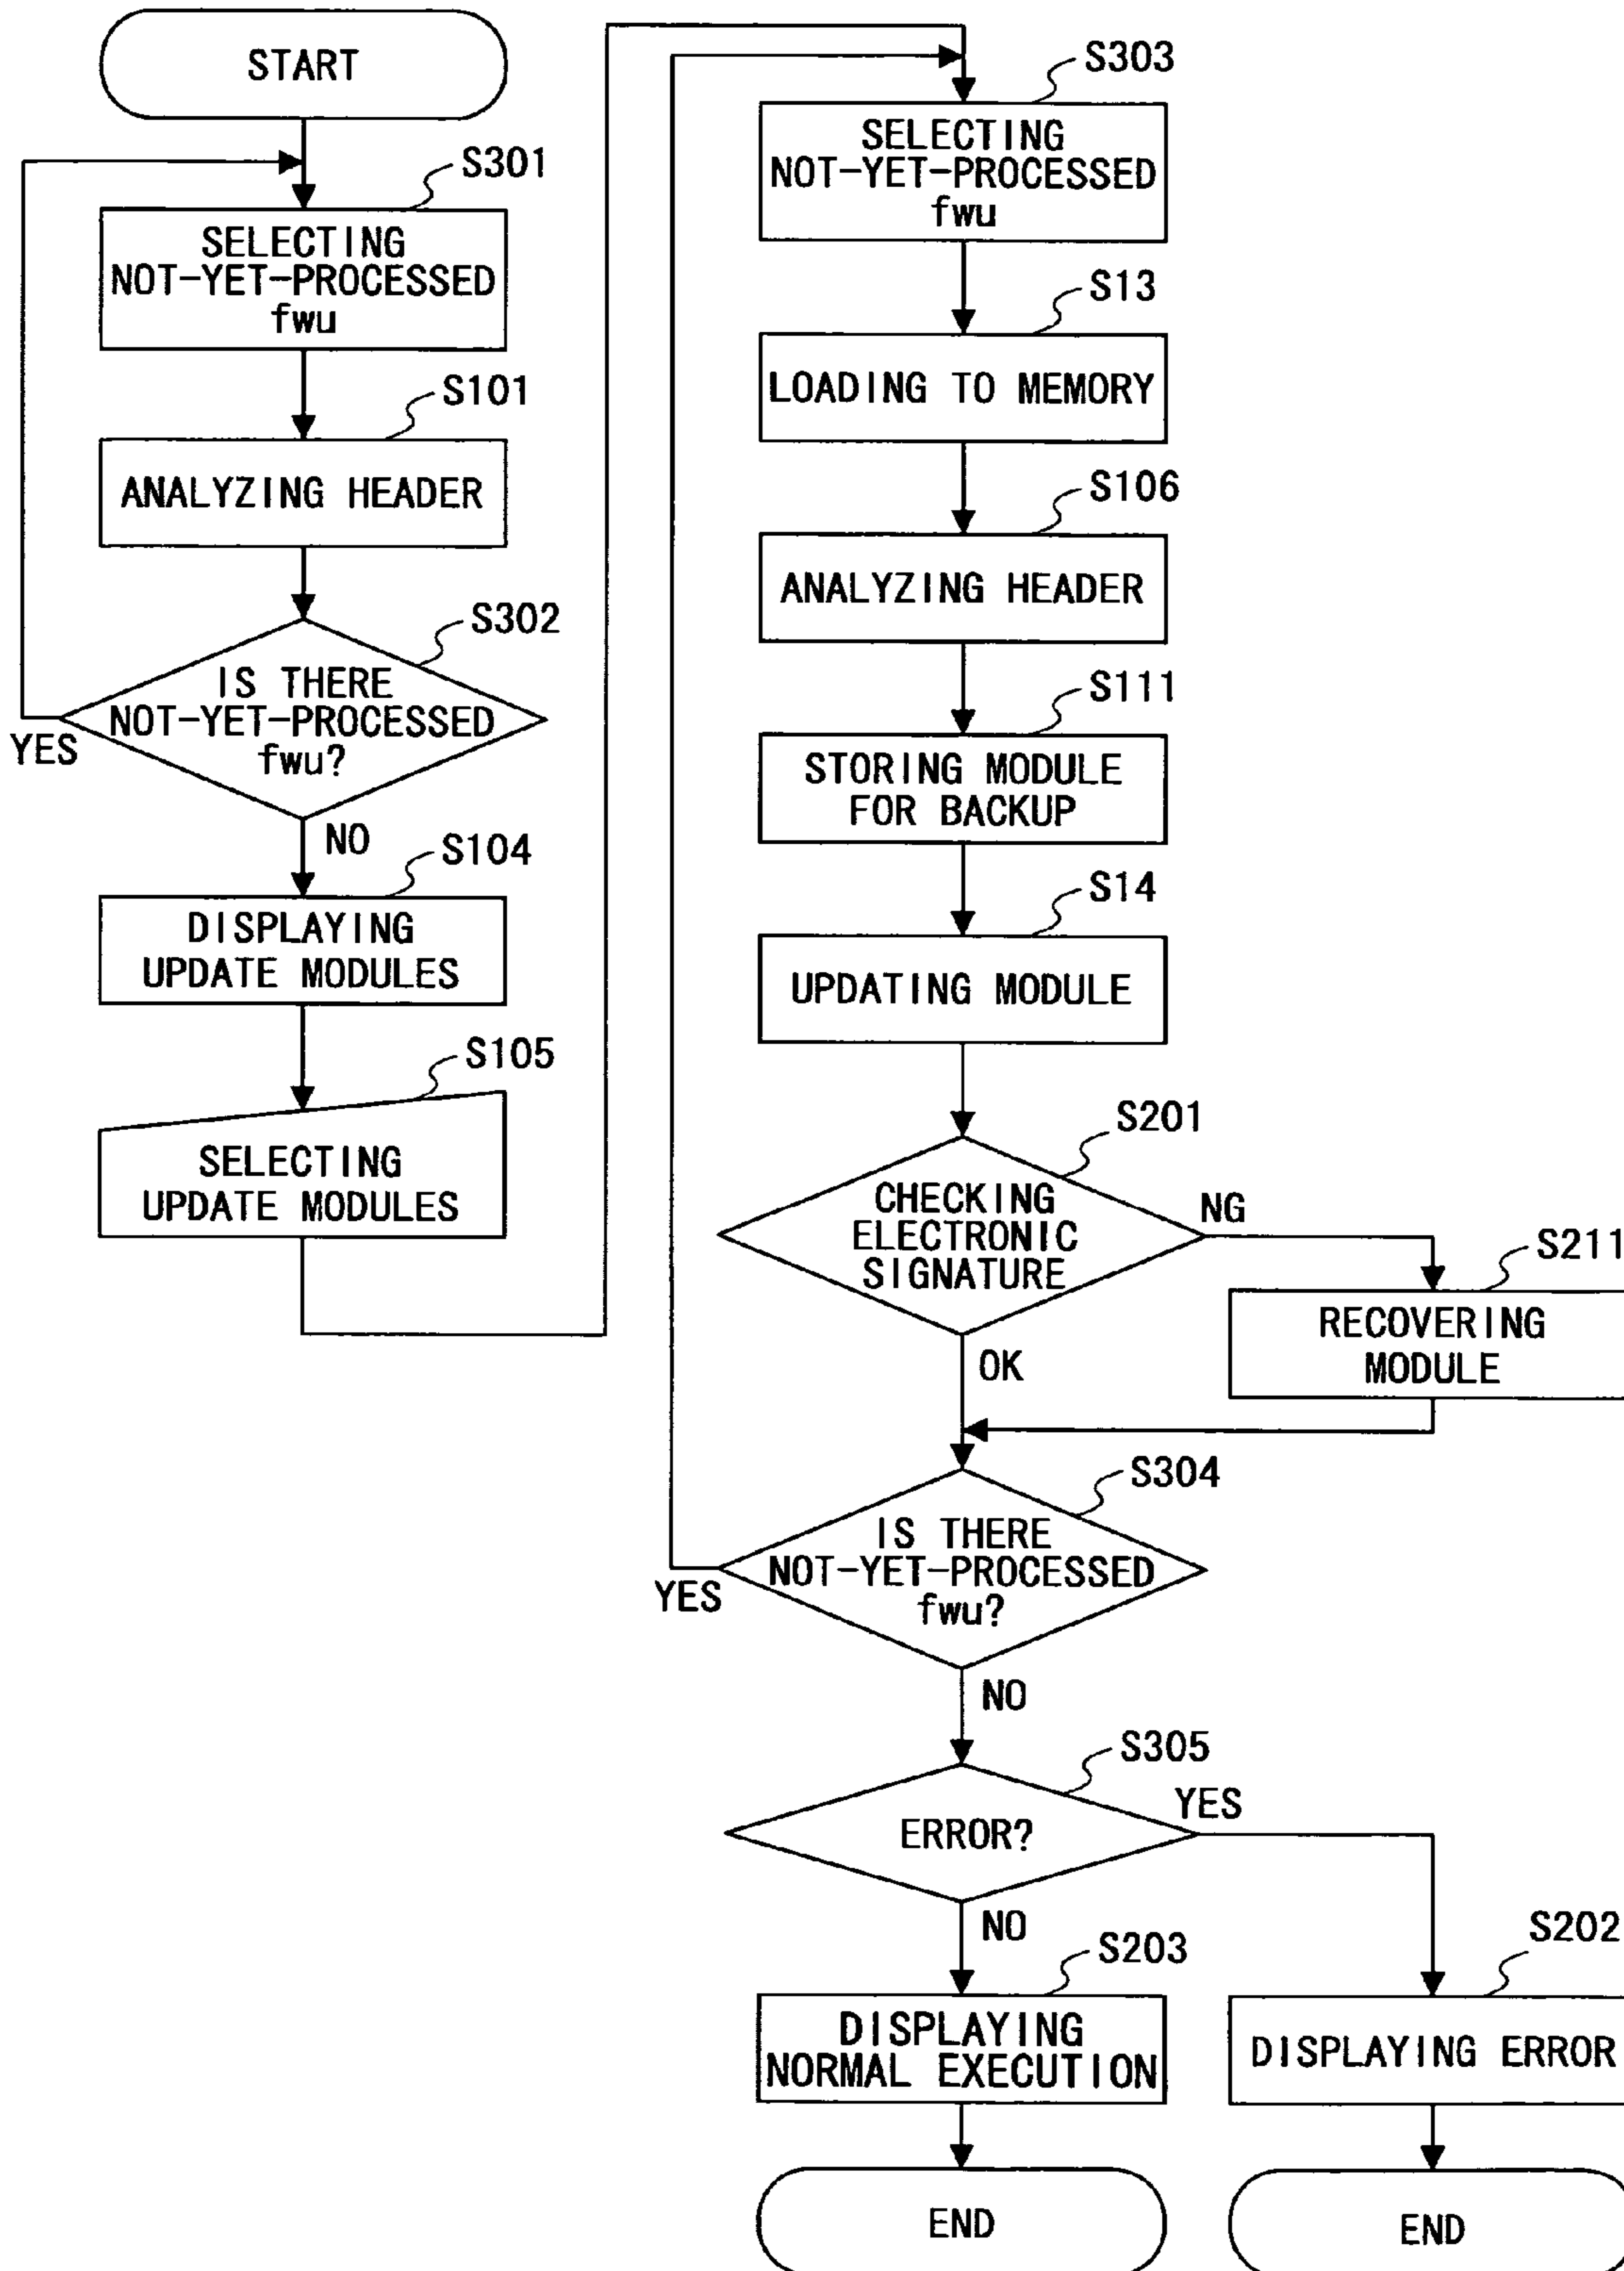 START
S301
SELECTING
NOT-YET-PROCESSED
fwu
S101
ANALYZING HEADER
S302
IS THERE
NOT-YET-PROCESSED
fwu?
YES
NO
S104
DISPLAYING
UPDATE MODULES
S105
SELECTING
UPDATE MODULES
S303
SELECTING
NOT-YET-PROCESSED
fwu
S13
LOADING TO MEMORY
S106
ANALYZING HEADER
S111
STORING MODULE
FOR BACKUP
S14
UPDATING MODULE
S201
CHECKING
ELECTRONIC
SIGNATURE
NG
S211
RECOVERING
MODULE
OK
S304
IS THERE
NOT-YET-PROCESSED
fwu?
YES
NO
S305
ERROR?
YES
NO
S203
DISPLAYING
NORMAL EXECUTION
S202
DISPLAYING ERROR
END
END